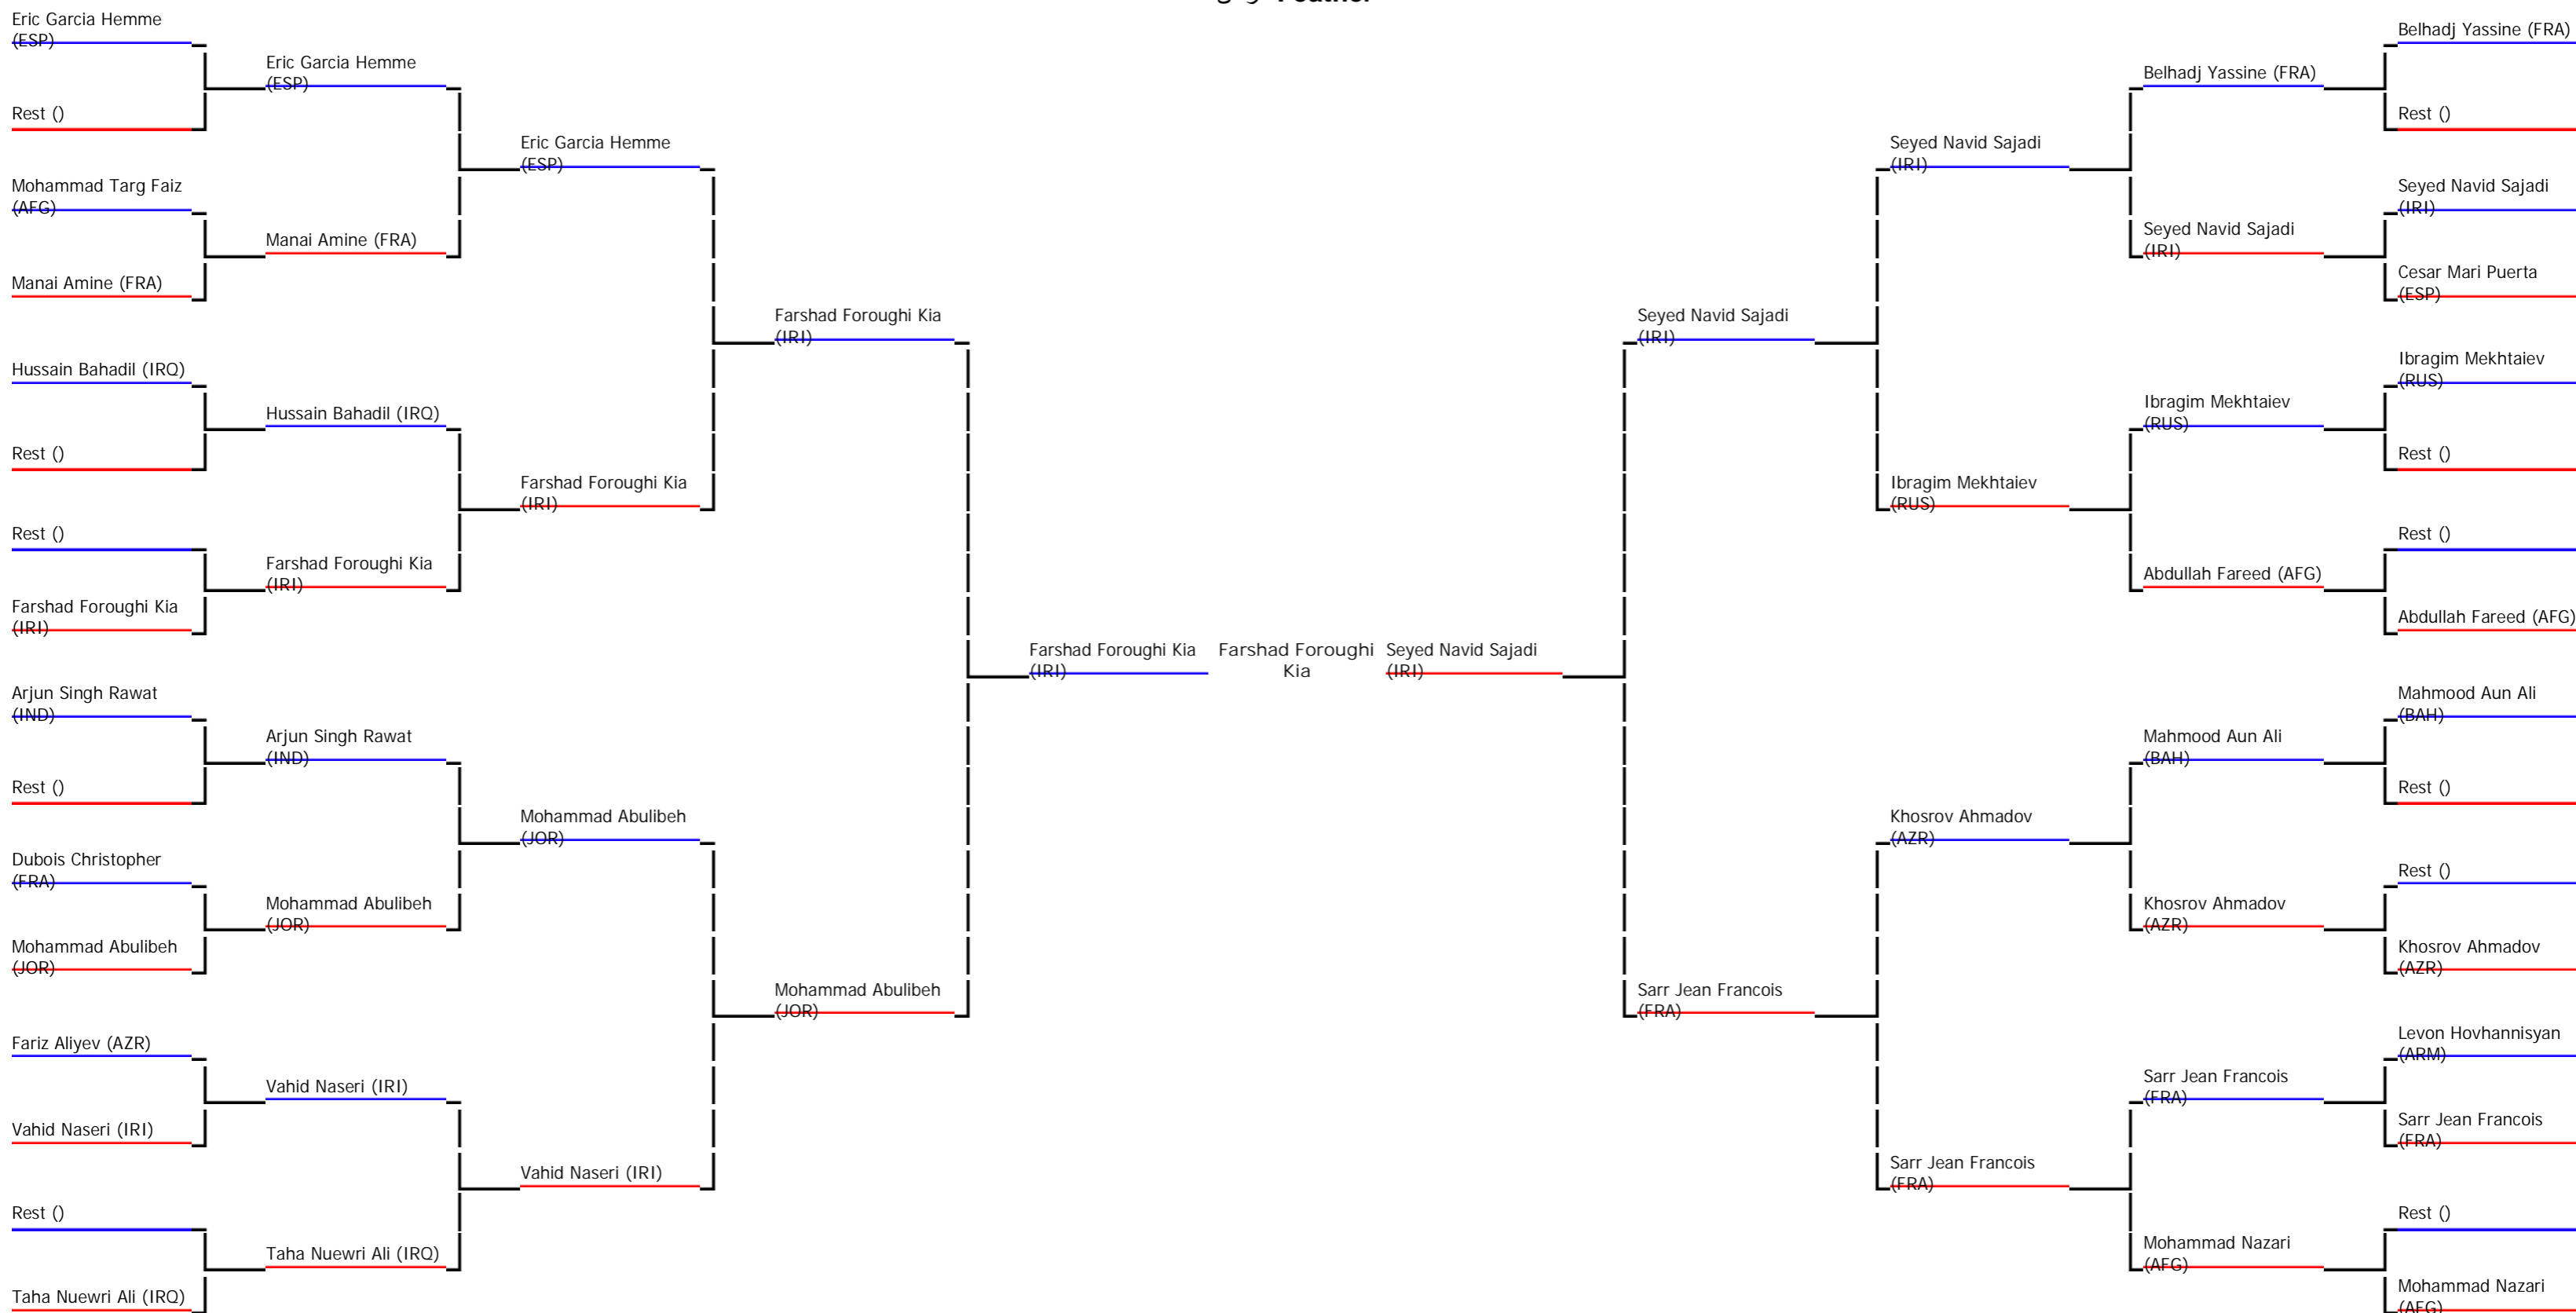 Feather
Eric Garcia Hemme
(ESP)
Rest ()
Mohammad Targ Faiz
(AFG)
Manai Amine (FRA)
Hussain Bahadil (IRQ)
Rest ()
Rest ()
Farshad Foroughi Kia
(IRI)
Arjun Singh Rawat
(IND)
Rest ()
Dubois Christopher
(FRA)
Mohammad Abulibeh
(JOR)
Fariz Aliyev (AZR)
Vahid Naseri (IRI)
Rest ()
Taha Nuewri Ali (IRQ)
Eric Garcia Hemme
(ESP)
Manai Amine (FRA)
Hussain Bahadil (IRQ)
Farshad Foroughi Kia
(IRI)
Arjun Singh Rawat
(IND)
Mohammad Abulibeh
(JOR)
Vahid Naseri (IRI)
Taha Nuewri Ali (IRQ)
Eric Garcia Hemme
(ESP)
Farshad Foroughi Kia
(IRI)
Mohammad Abulibeh
(JOR)
Vahid Naseri (IRI)
Farshad Foroughi Kia
(IRI)
Mohammad Abulibeh
(JOR)
Farshad Foroughi Kia
(IRI)
Farshad Foroughi
Kia
Seyed Navid Sajadi
(IRI)
Seyed Navid Sajadi
(IRI)
Sarr Jean Francois
(FRA)
Seyed Navid Sajadi
(IRI)
Ibragim Mekhtaiev
(RUS)
Khosrov Ahmadov
(AZR)
Sarr Jean Francois
(FRA)
Belhadj Yassine (FRA)
Seyed Navid Sajadi
(IRI)
Ibragim Mekhtaiev
(RUS)
Abdullah Fareed (AFG)
Mahmood Aun Ali
(BAH)
Khosrov Ahmadov
(AZR)
Sarr Jean Francois
(FRA)
Mohammad Nazari
(AFG)
Belhadj Yassine (FRA)
Rest ()
Seyed Navid Sajadi
(IRI)
Cesar Mari Puerta
(ESP)
Ibragim Mekhtaiev
(RUS)
Rest ()
Rest ()
Abdullah Fareed (AFG)
Mahmood Aun Ali
(BAH)
Rest ()
Rest ()
Khosrov Ahmadov
(AZR)
Levon Hovhannisyan
(ARM)
Sarr Jean Francois
(FRA)
Rest ()
Mohammad Nazari
(AFG)